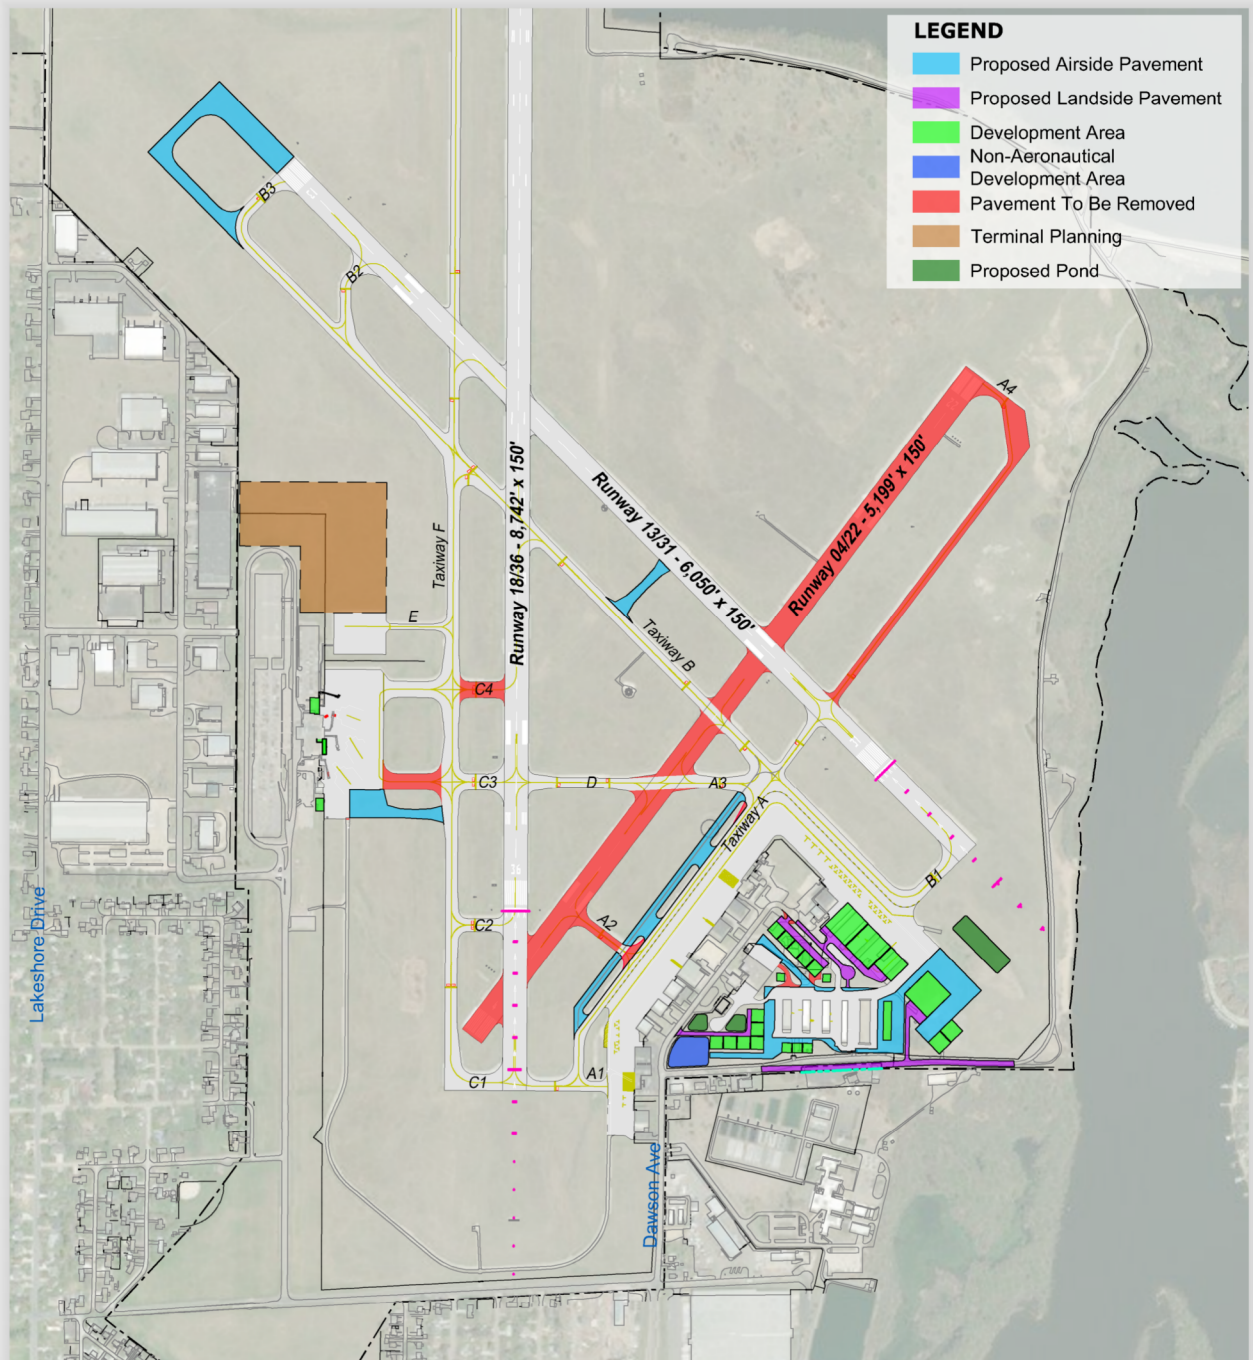 LEGEND
Proposed Airside Pavement
Proposed Landside Pavement
Development Area
Non-Aeronautical
Development Area
Pavement To Be Removed
Terminal Planning
Proposed Pond
B3
B2
A4
Runway 18/36 - 8,742' x 150'
Runway 13/31 - 6,050' x 150'
Runway 04/22 - 5,199' x 150'
Taxiway F
E
Taxiway B
C4
C3
D
A3
Taxiway A
36
B1
Lakeshore Drive
C2
A2
C1
A1
Dawson Ave